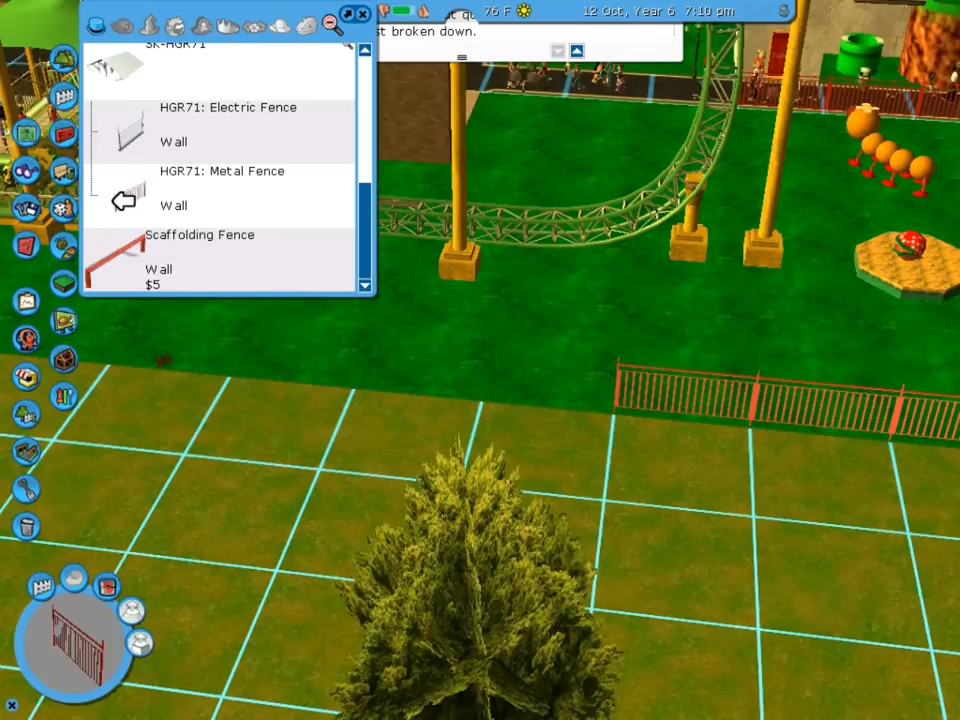 76 F
12 Oct, Year 6
7:10 pm
st broken down.
SK-HGR71
HGR71: Electric Fence
Wall
HGR71: Metal Fence
Wall
Scaffolding Fence
Wall
$5